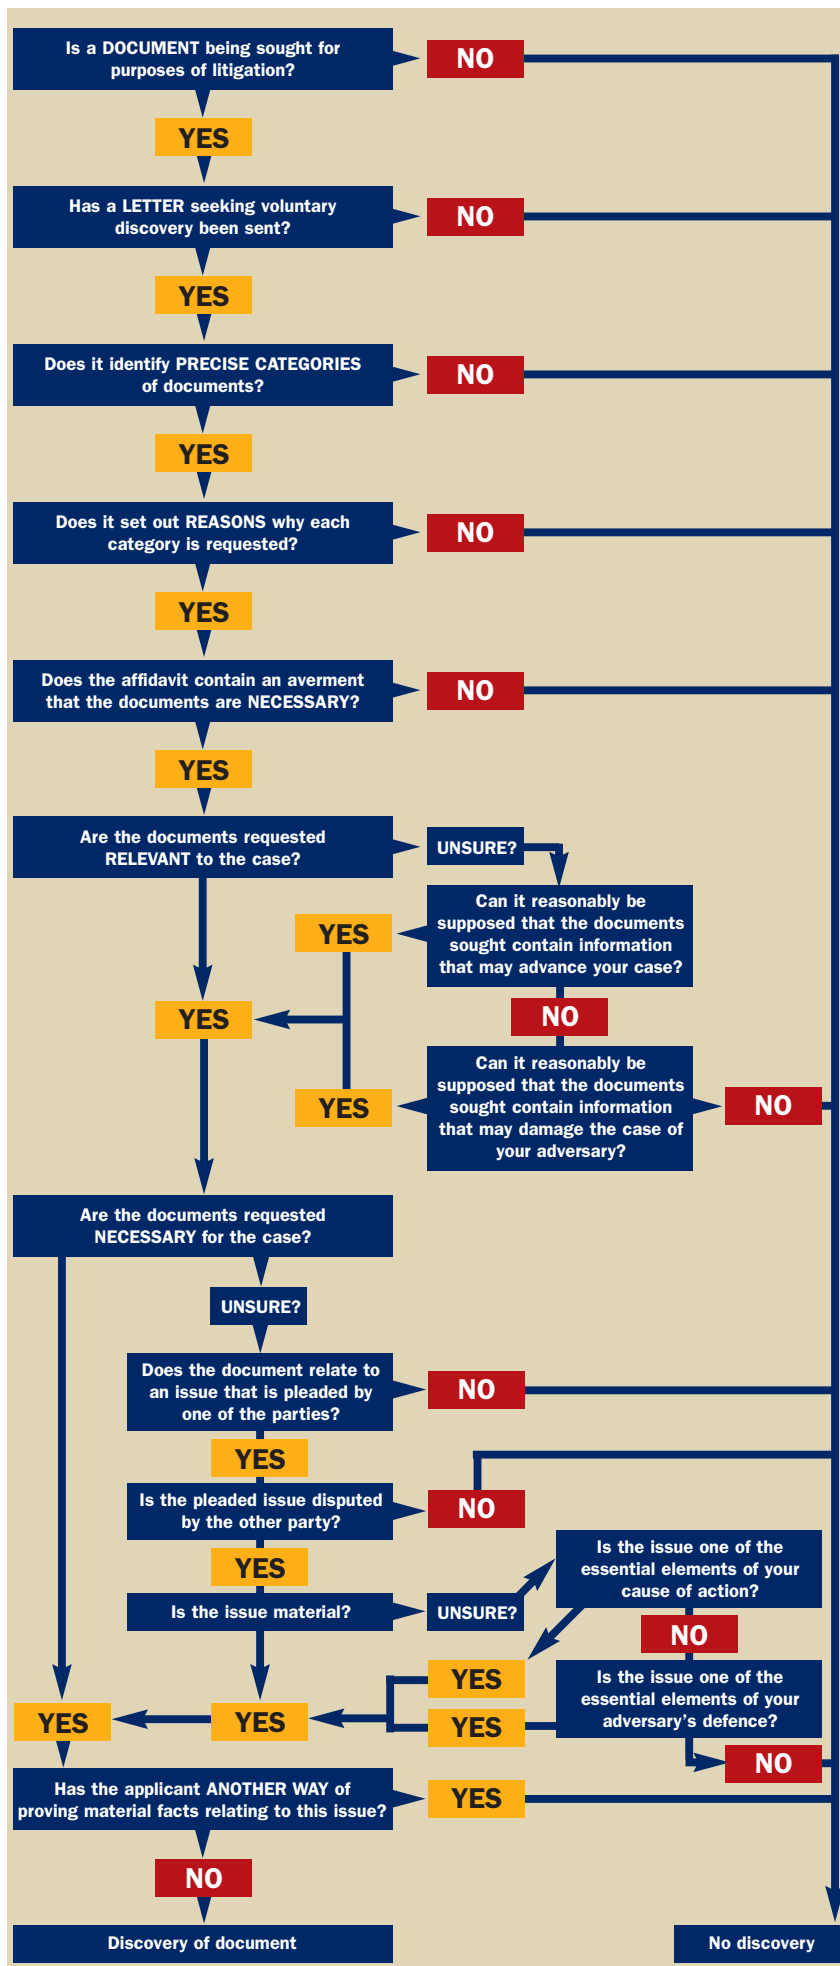 Is a DOCUMENT being sought for
purposes of litigation?
NO
YES
Has a LETTER seeking voluntary
discovery been sent?
NO
YES
Does it identify PRECISE CATEGORIES
of documents?
NO
YES
Does it set out REASONS why each
category is requested?
NO
YES
Does the affidavit contain an averment
that the documents are NECESSARY?
NO
YES
Are the documents requested
RELEVANT to the case?
UNSURE?
Can it reasonably be
supposed that the documents
sought contain information
that may advance your case?
YES
NO
YES
Can it reasonably be
supposed that the documents
sought contain information
that may damage the case of
your adversary?
YES
NO
Are the documents requested
NECESSARY for the case?
UNSURE?
Does the document relate to
an issue that is pleaded by
one of the parties?
NO
YES
Is the pleaded issue disputed
by the other party?
NO
YES
Is the issue material?
UNSURE?
Is the issue one of the
essential elements of your
cause of action?
NO
YES
Is the issue one of the
essential elements of your
adversary's defence?
YES
YES
YES
NO
Has the applicant ANOTHER WAY of
proving material facts relating to this issue?
YES
NO
Discovery of document
No discovery